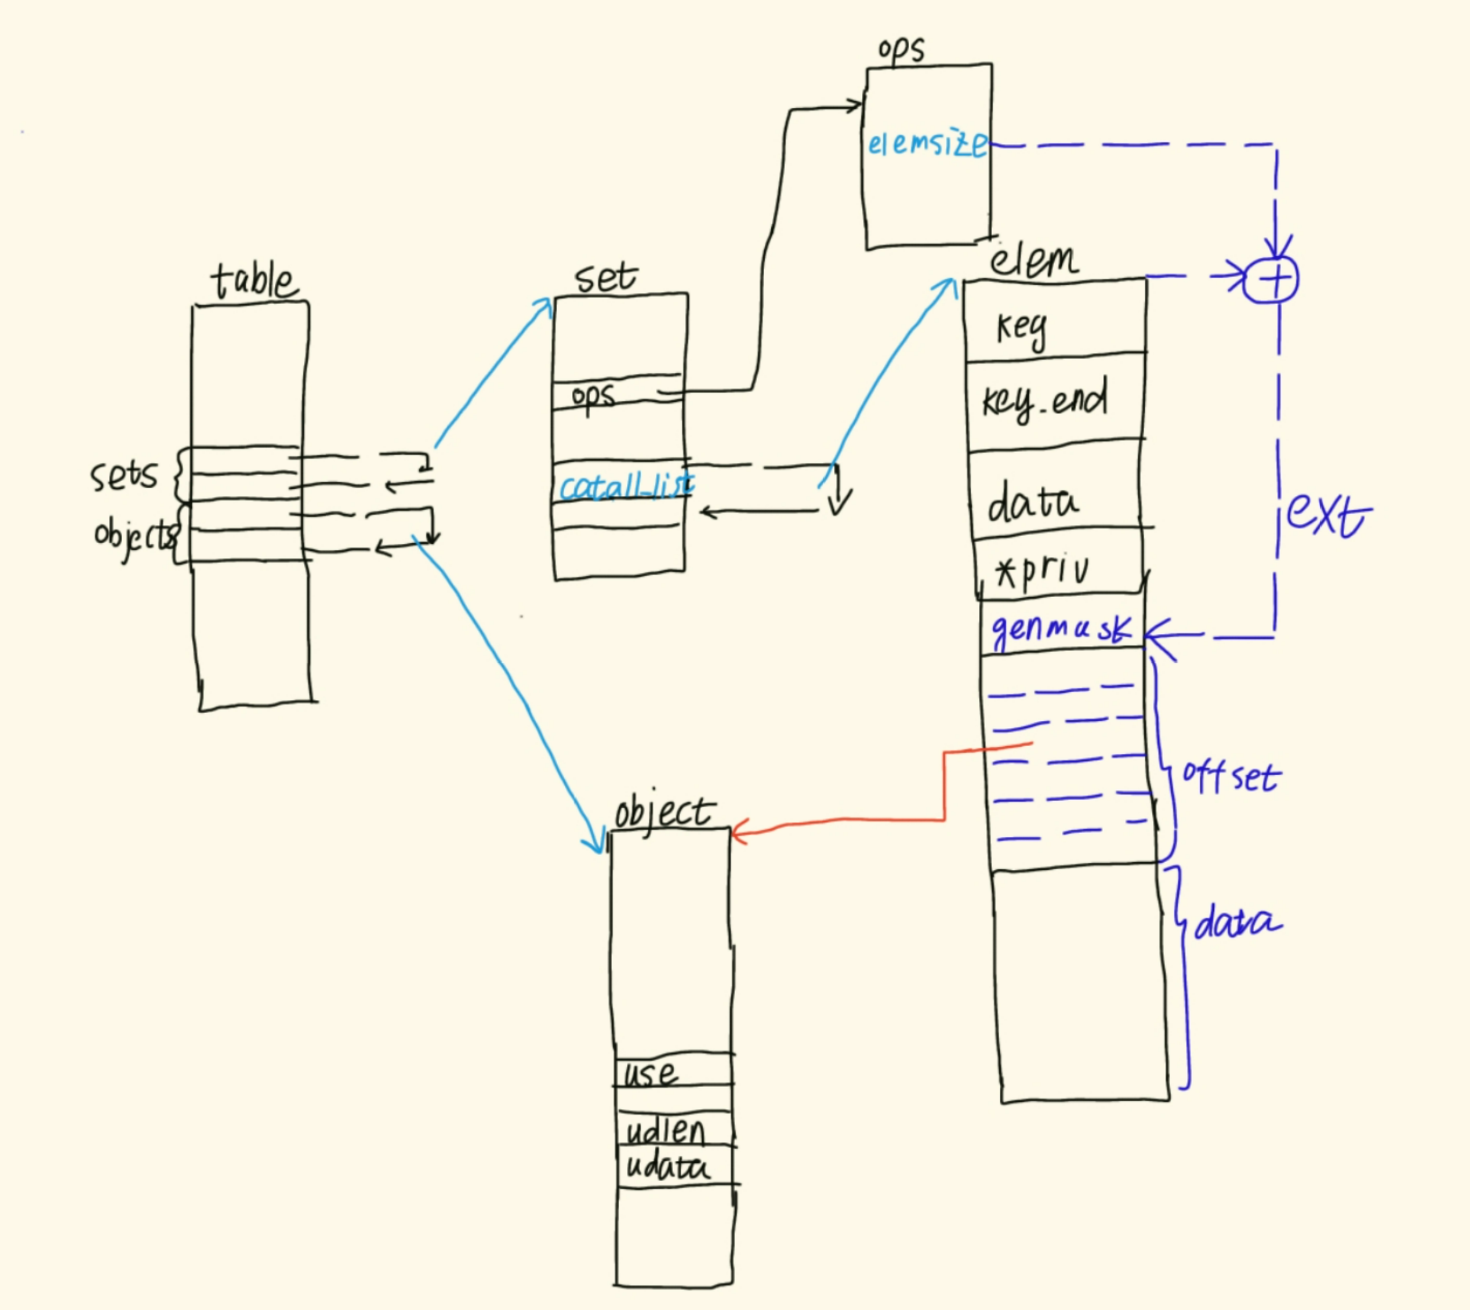 ops
elemsize
table
set
elem
key
key_end
data
*priv
genmask
ops
catall_list
sets
objects
ext
offset
data
object
use
udlen
udata